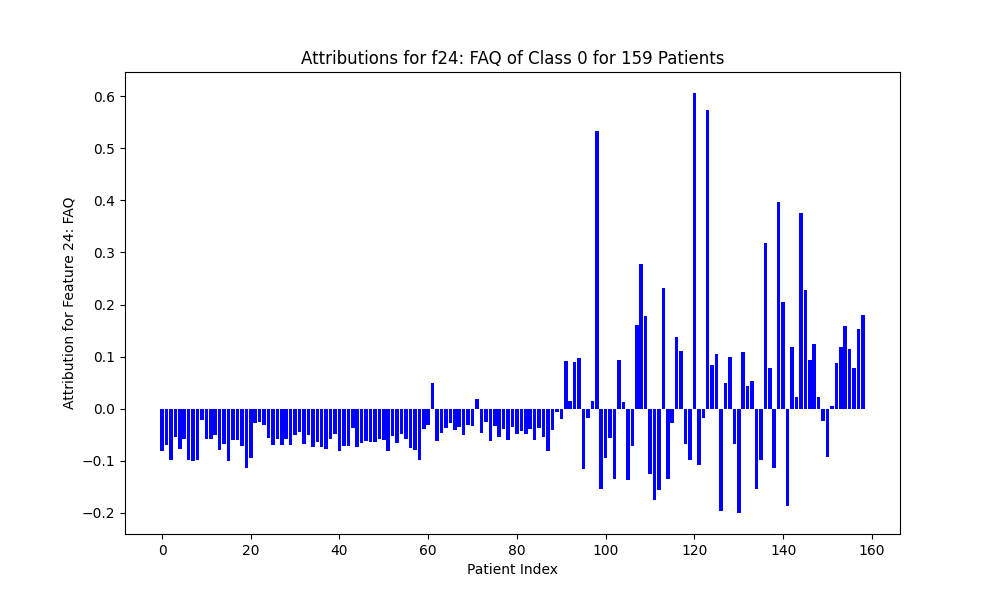 Attributions for f24: FAQ of Class 0 for 159 Patients
Attribution for Feature 24: FAQ
0.6
0.5
0.4
0.3
0.2
0.1
0.0
−0.1
−0.2
0 20 40 60 80 100 120 140 160
Patient Index